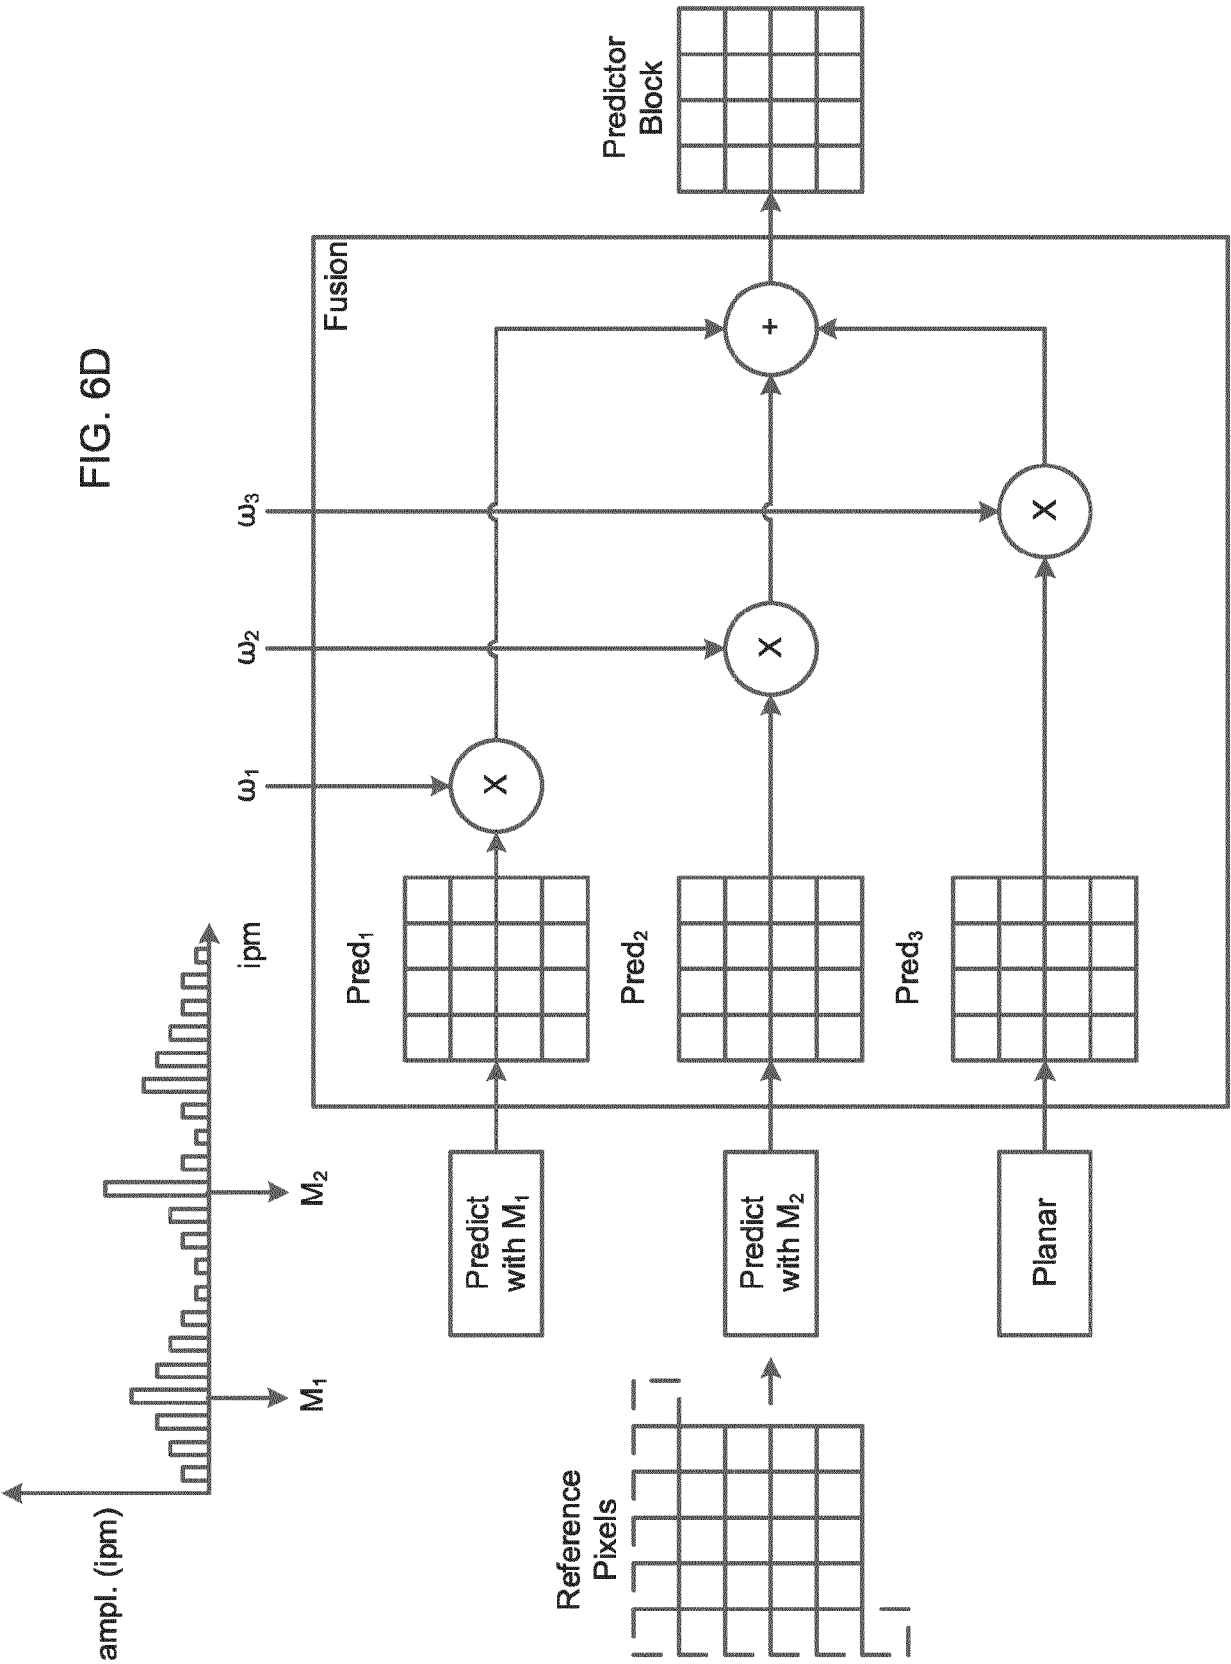 FIG. 6D
ampl. (ipm)
ipm
M₁
M₂
ω₁
ω₂
ω₃
Fusion
Reference
Pixels
Predict
with M₁
Predict
with M₂
Planar
Pred₁
Pred₂
Pred₃
X
X
X
+
Predictor
Block